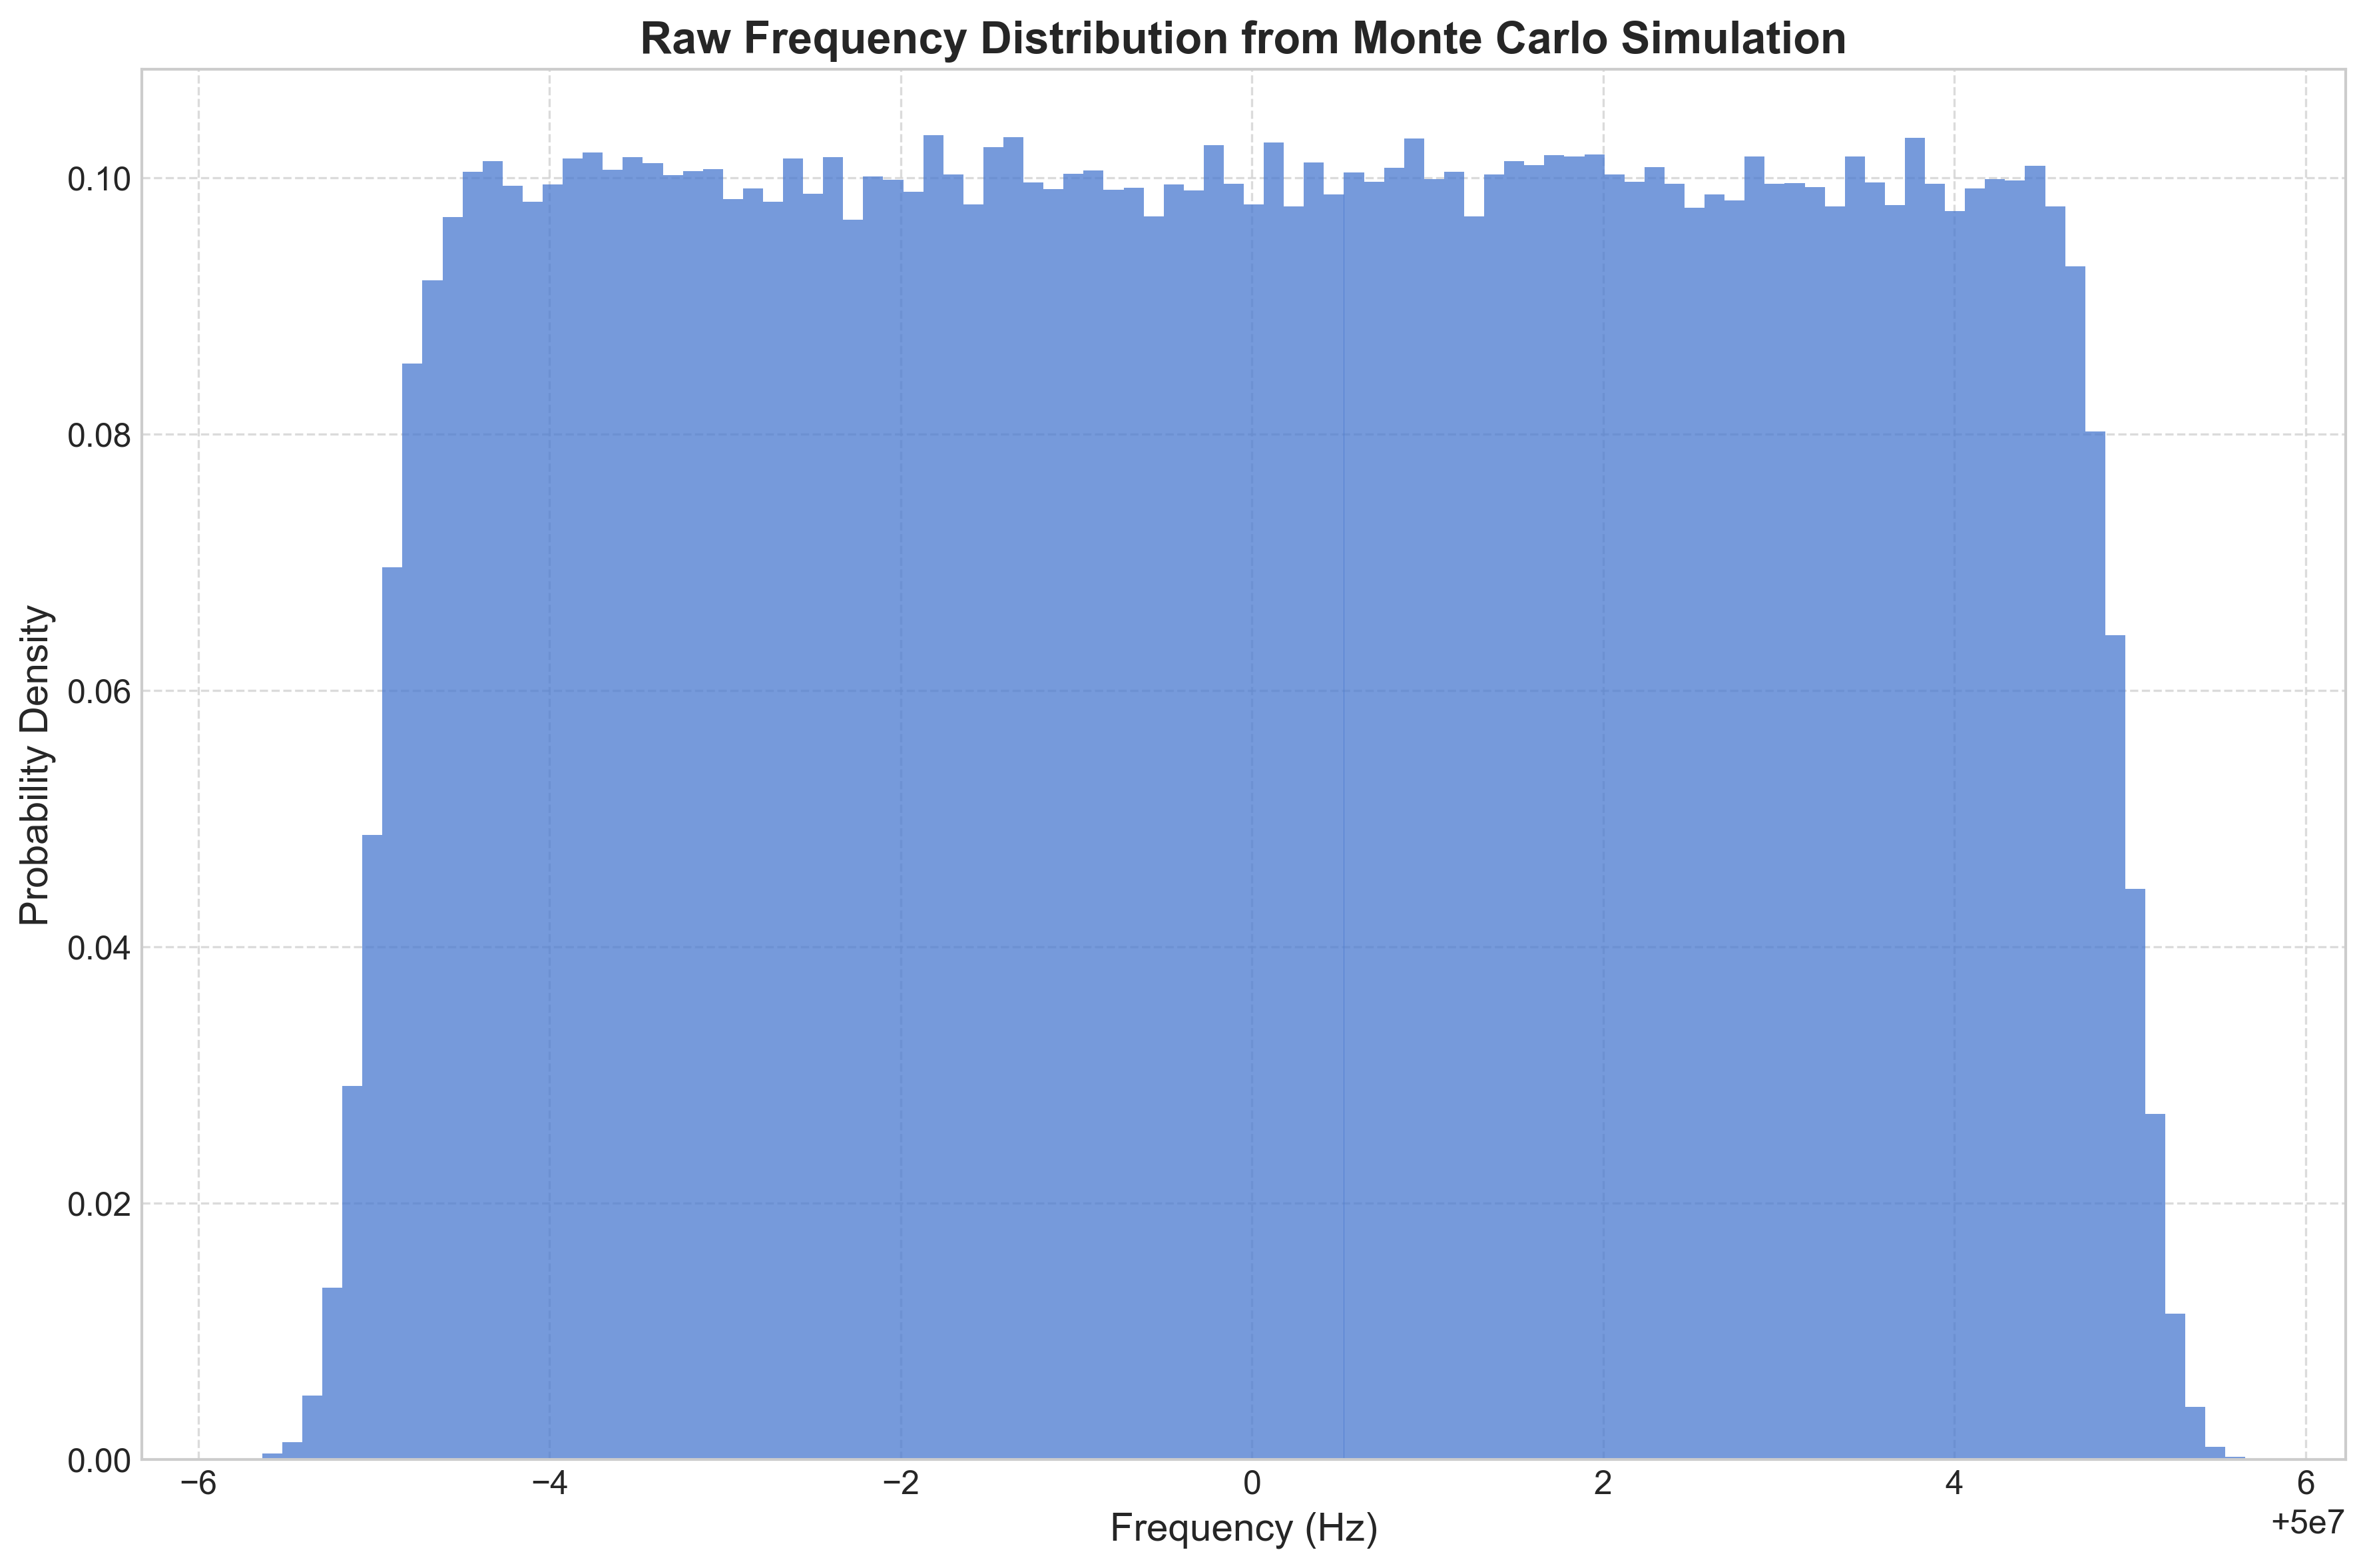 Raw Frequency Distribution from Monte Carlo Simulation
Probability Density
0.10
0.08
0.06
0.04
0.02
0.00
−6 −4 −2 0 2 4 6
Frequency (Hz)
+5e7